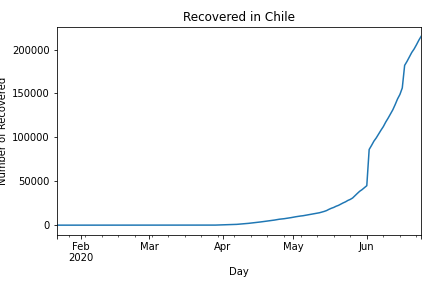 Recovered in Chile
Number of Recovered
200000
150000
100000
50000
0
Feb
2020
Mar
Apr
May
Jun
Day